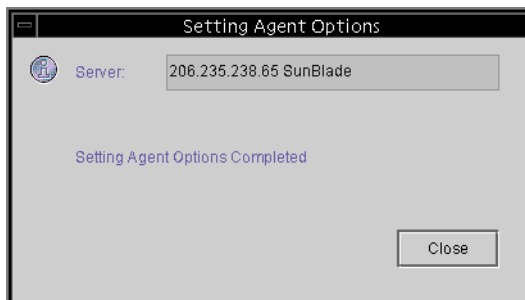 Setting Agent Options
Server: 206.235.238.65 SunBlade
Setting Agent Options Completed
Close